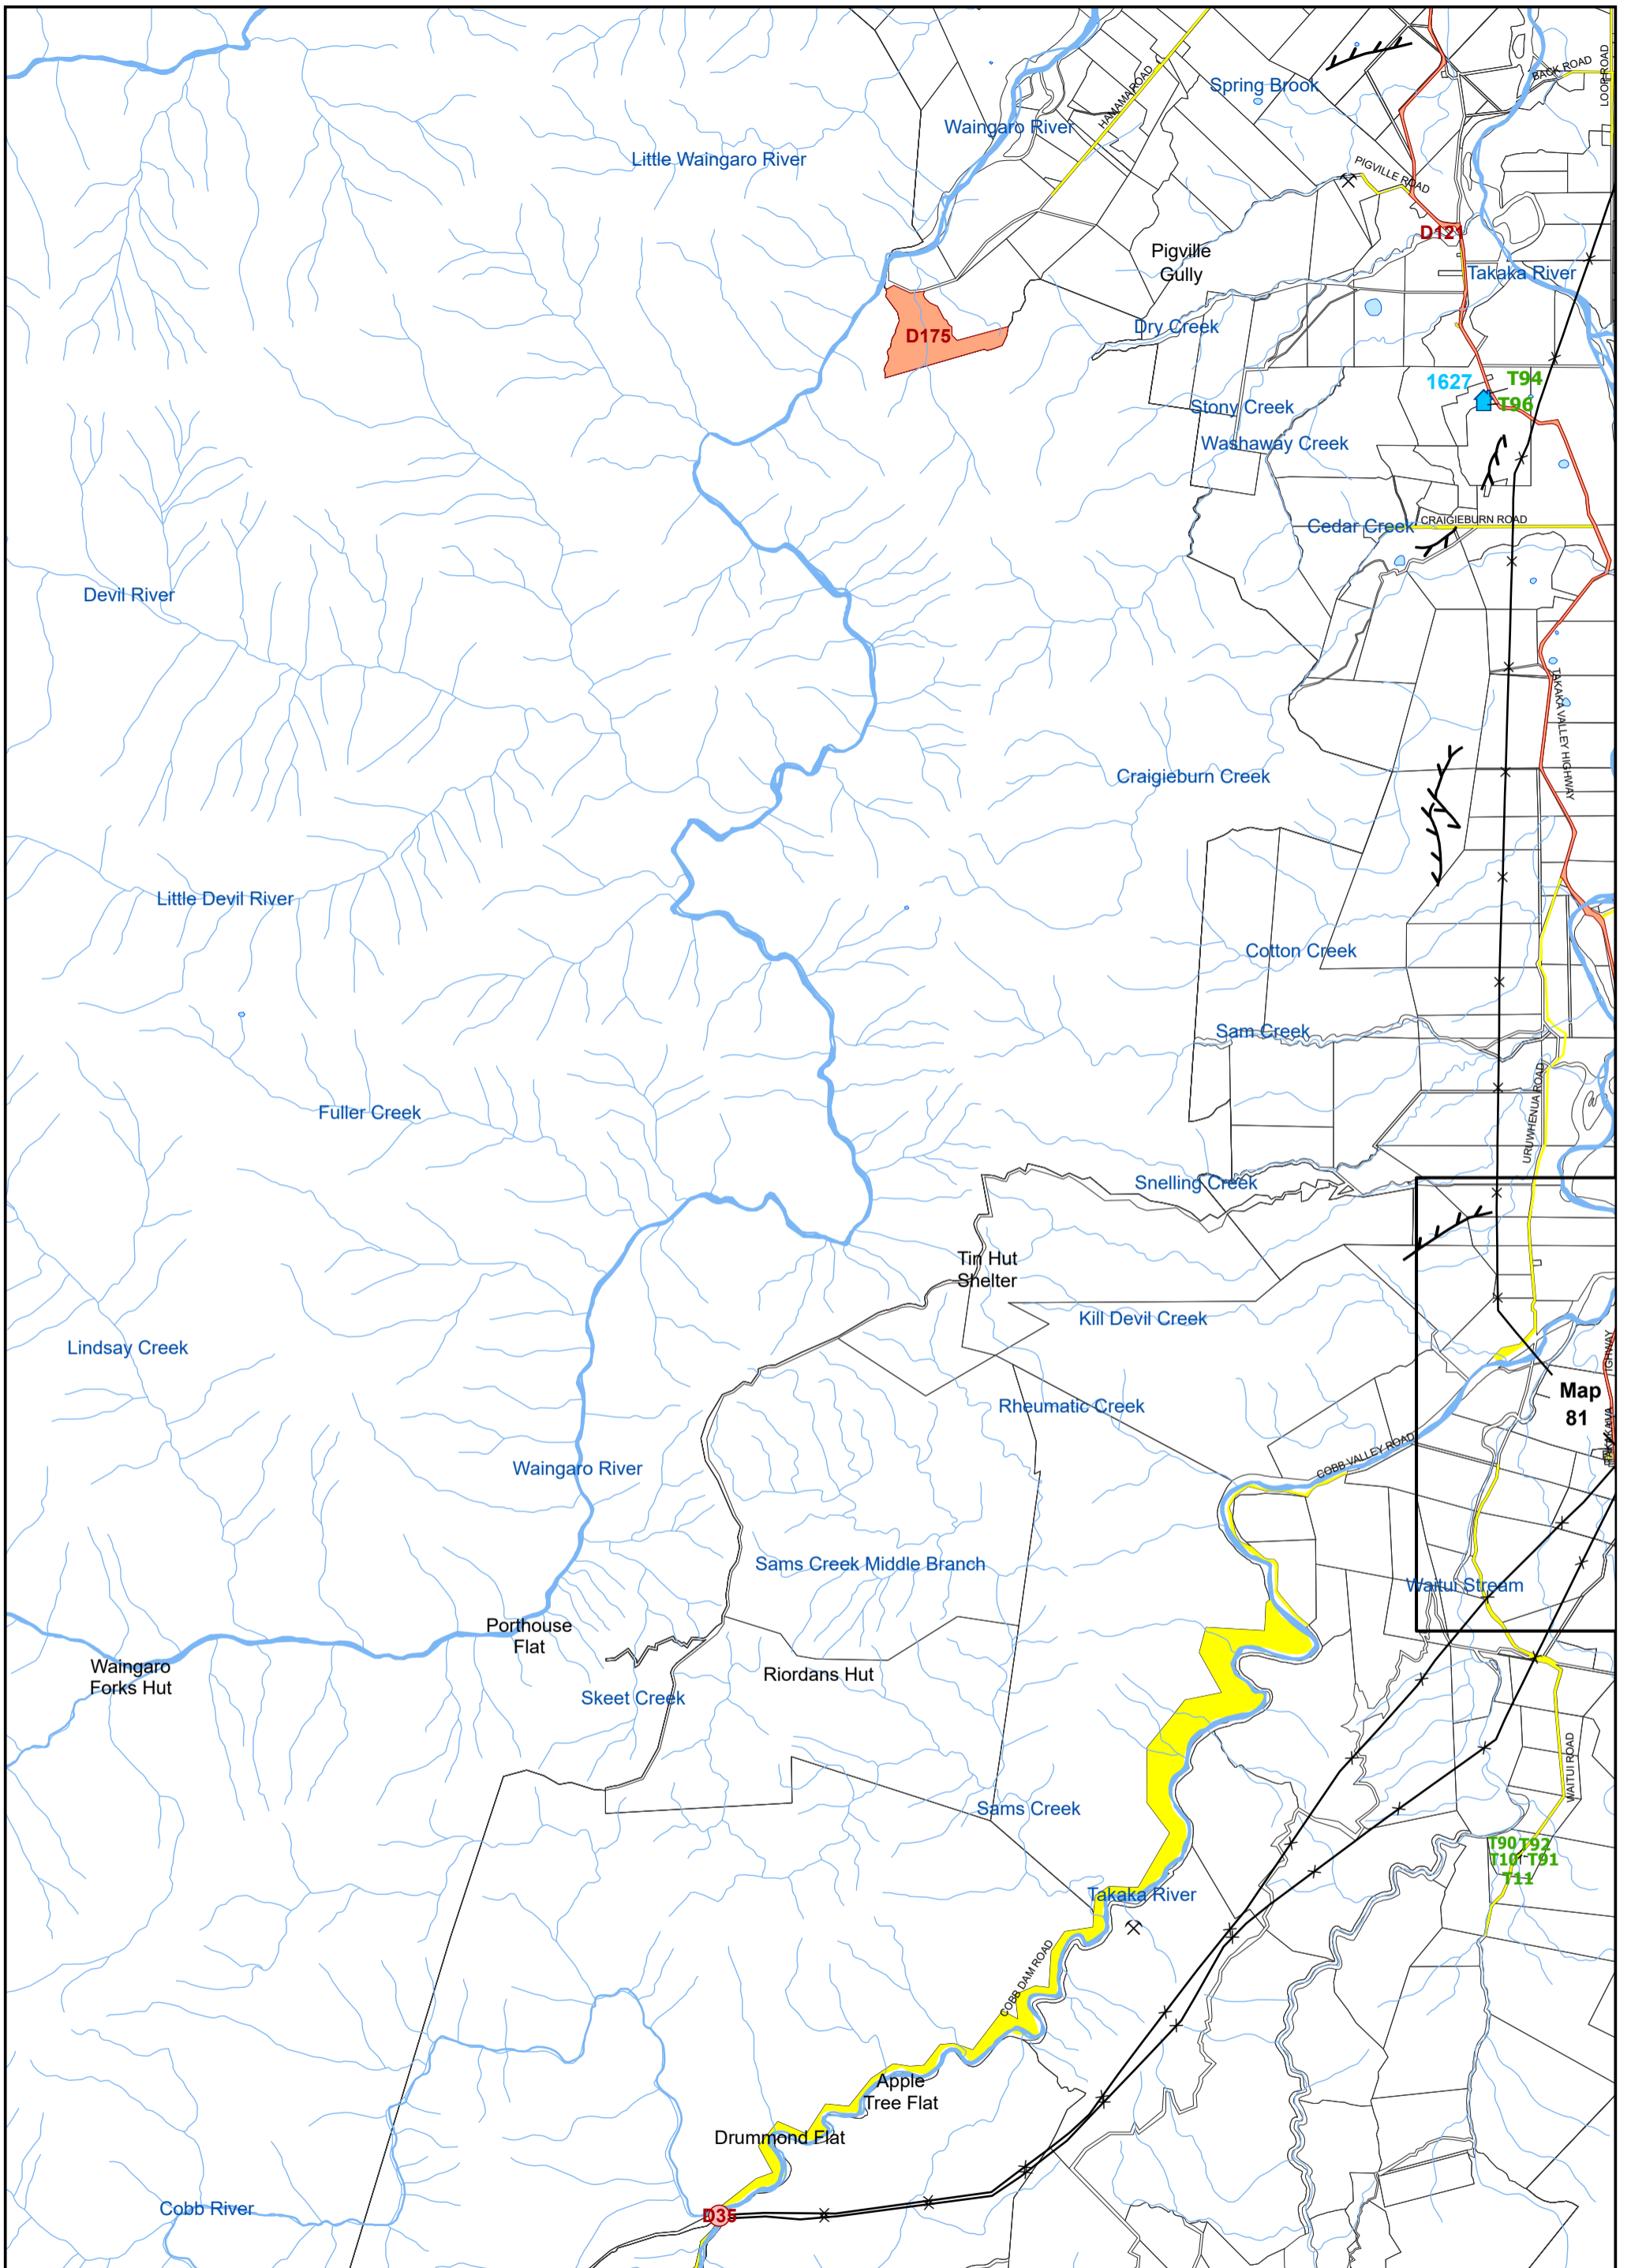 BACK ROAD
LOOP ROAD
HANAMA ROAD
Spring Brook
Waingaro River
Little Waingaro River
PIGVILLE ROAD
D121
Pigville
Gully
Takaka River
Dry Creek
D175
1627
T94
T96
Stony Creek
Washaway Creek
Cedar Creek
CRAIGIEBURN ROAD
Devil River
TAKAKA VALLEY HIGHWAY
Craigieburn Creek
Little Devil River
Cotton Creek
Sam Creek
Fuller Creek
URUWHENUA ROAD
Snelling Creek
Tin Hut
Shelter
Kill Devil Creek
Lindsay Creek
HIGHWAY
Map
81
Rheumatic Creek
COBB VALLEY ROAD
Waingaro River
Sams Creek Middle Branch
Waitui Stream
Porthouse
Flat
Waingaro
Forks Hut
Riordans Hut
Skeet Creek
WAITUI ROAD
Sams Creek
T90
T92
T10
T91
T11
Takaka River
COBB DAM ROAD
Apple
Tree Flat
Drummond Flat
Cobb River
D35